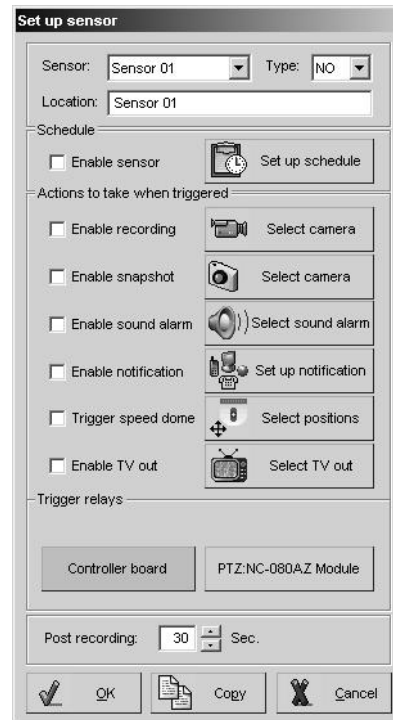 Set up sensor
Sensor: Sensor 01 Type: NO
Location: Sensor 01
Schedule
Enable sensor Set up schedule
Actions to take when triggered
Enable recording Select camera
Enable snapshot Select camera
Enable sound alarm Select sound alarm
Enable notification Set up notification
Trigger speed dome Select positions
Enable TV out Select TV out
Trigger relays
Controller board PTZ:NC-080AZ Module
Post recording: 30 Sec.
OK Copy Cancel